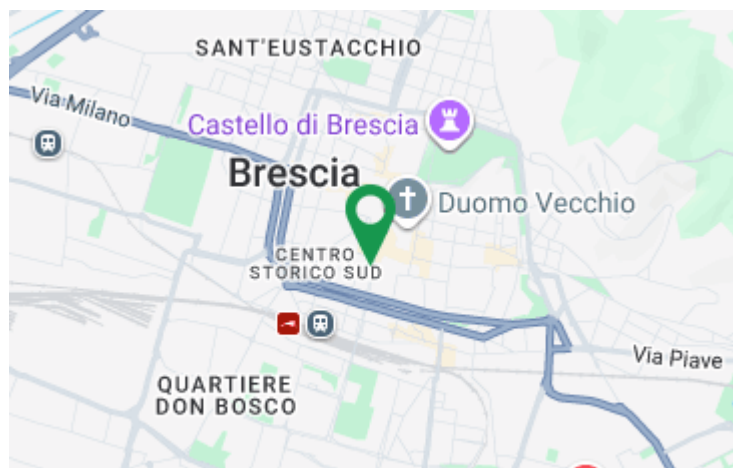 SANT'EUSTACCHIO
Via Milano
Castello di Brescia
Brescia
Duomo Vecchio
CENTRO
STORICO SUD
Via Piave
QUARTIERE
DON BOSCO